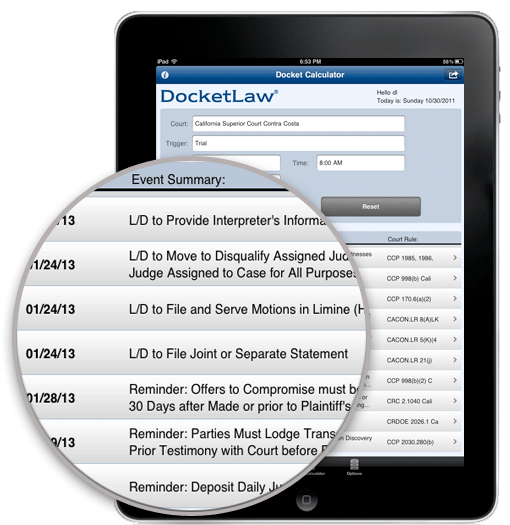 iPad
6:53 PM
58%
Docket Calculator
DocketLaw®
Hello dl
Today is: Sunday 10/30/2011
Court: California Superior Court Contra Costa
Trigger: Trial
Time: 8:00 AM
Reset
Event Summary:
Court Rule:
/13 L/D to Provide Interpreter's
01/24/13 L/D to Move to Disqualify Assigned
Judge Assigned to Case for All Purposes
01/24/13 L/D to File and Serve Motions in Limine
01/24/13 L/D to File Joint or Separate Statement
01/28/13 Reminder: Offers to Compromise must
30 Days after Made or prior to Plaintiff's
9/13 Reminder: Parties Must Lodge
Prior Testimony with Court before
Reminder: Deposit Daily
CCP 1985, 1986,
CCP 998(b) Cali
CCP 170.6(a)(2)
CACON.LR 8(A)LK
CACON.LR 5(K)(4
CACON.LR 21(j)
CCP 998(b)(2) C
CRC 2.1040 Cali
CRDOE 2026.1 Ca
Discovery
CCP 2030.280(b)
Options